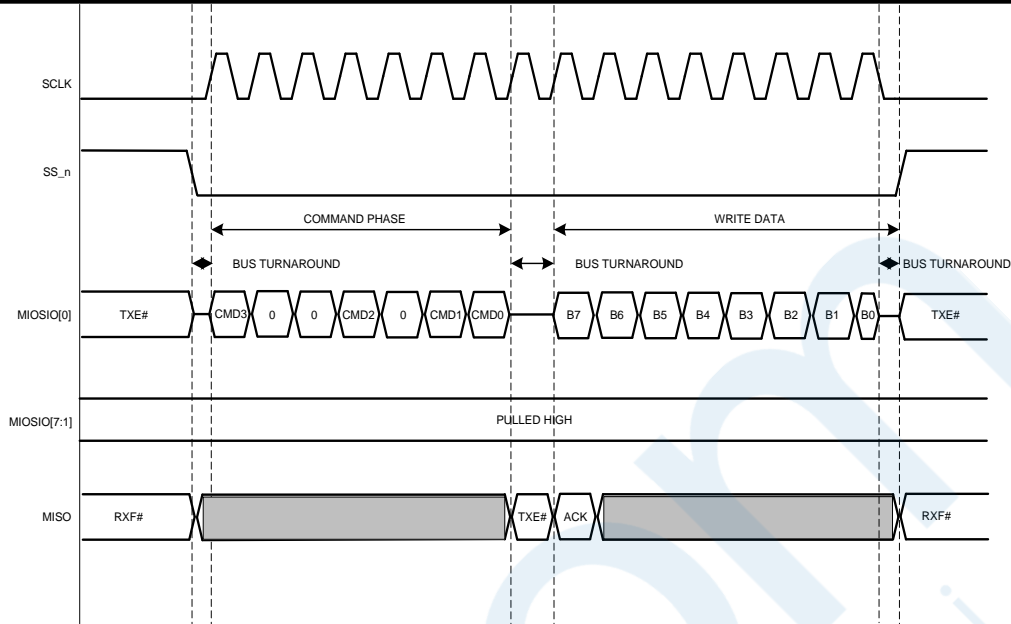 SCLK
SS_n
COMMAND PHASE WRITE DATA
BUS TURNAROUND BUS TURNAROUND BUS TURNAROUND
MIOSIO[0] TXE# CMD3 0 0 CMD2 0 CMD1 CMD0 B7 B6 B5 B4 B3 B2 B1 B0 TXE#
MIOSIO[7:1] PULLED HIGH
MISO RXF# TXE# ACK RXF#